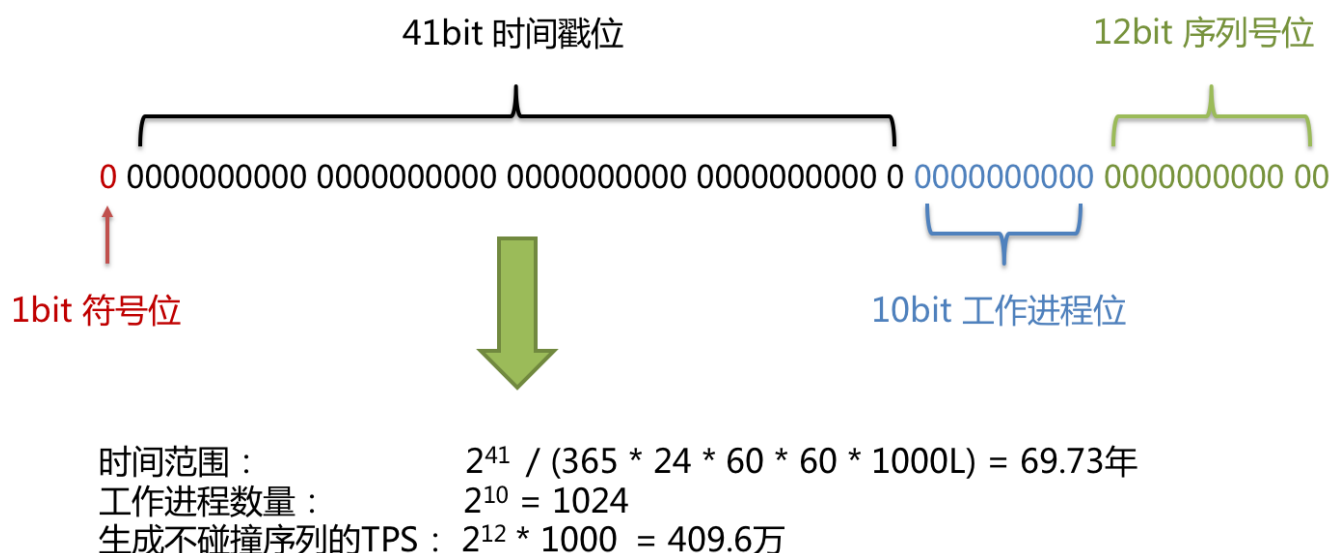 41bit 时间戳位 12bit 序列号位
0 0000000000 0000000000 0000000000 0000000000 0 0000000000 0000000000 00
1bit 符号位 10bit 工作进程位
时间范围： 2⁴¹ / (365 * 24 * 60 * 60 * 1000L) = 69.73年
工作进程数量： 2¹⁰ = 1024
生成不碰撞序列的TPS： 2¹² * 1000 = 409.6万